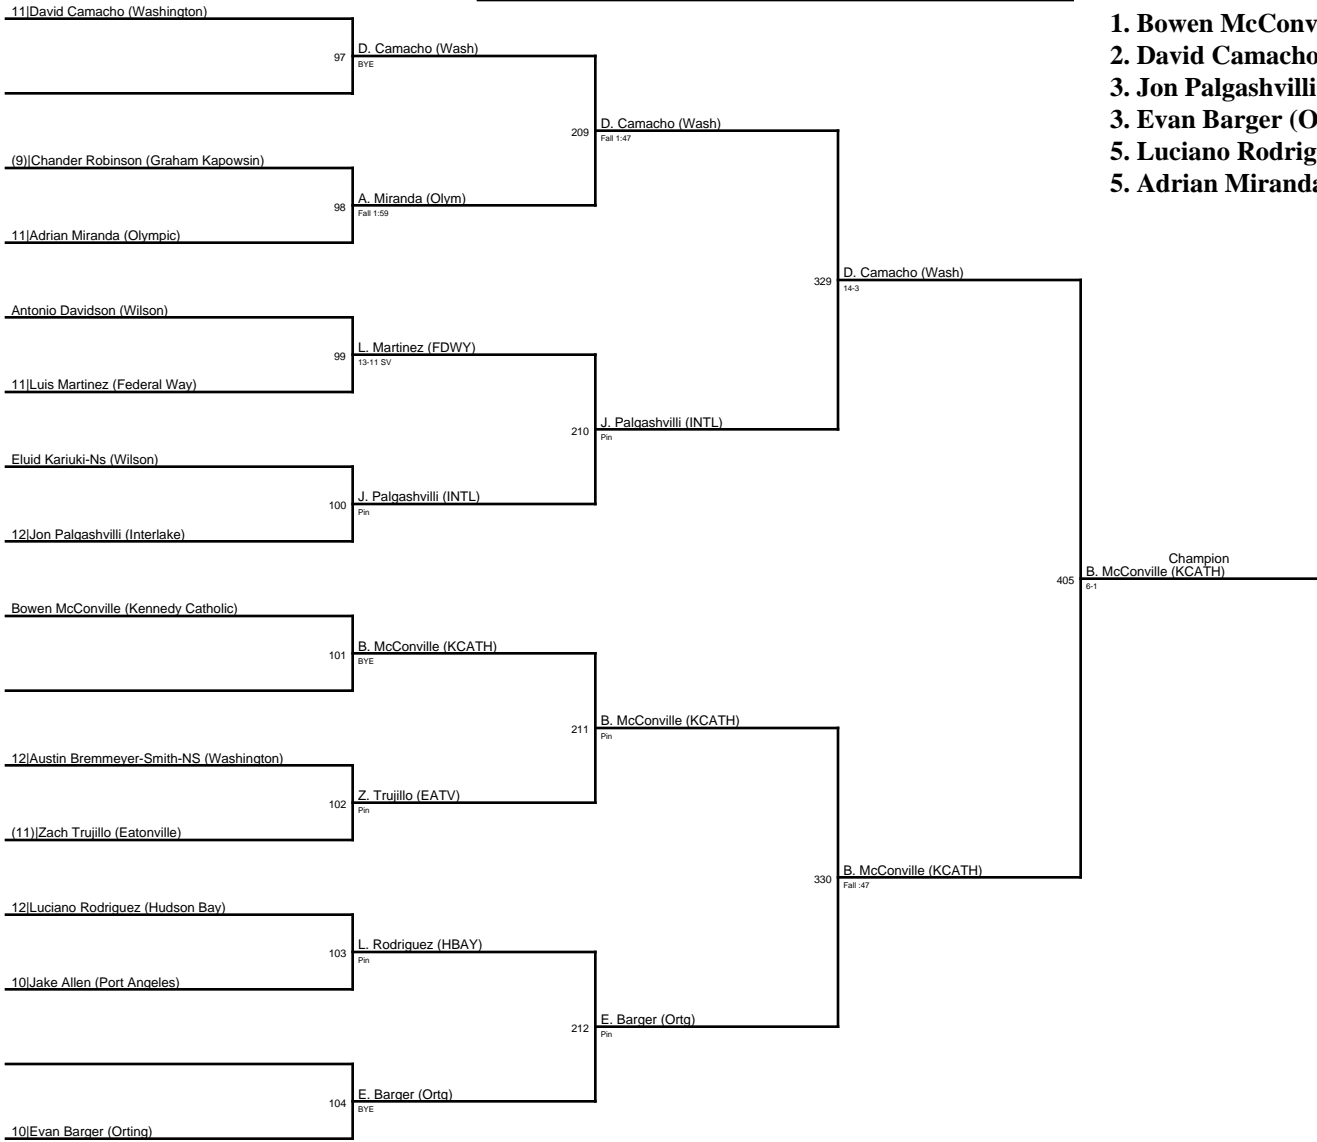 11|David Camacho (Washington)
97
D. Camacho (Wash)
BYE
209
D. Camacho (Wash)
Fall 1:47
(9)|Chander Robinson (Graham Kapowsin)
98
A. Miranda (Olym)
Fall 1:59
11|Adrian Miranda (Olympic)
329
D. Camacho (Wash)
14-3
Antonio Davidson (Wilson)
99
L. Martinez (FDWY)
13-11 SV
11|Luis Martinez (Federal Way)
210
J. Palgashvilli (INTL)
Pin
Eluid Kariuki-Ns (Wilson)
100
J. Palgashvilli (INTL)
Pin
12|Jon Palgashvilli (Interlake)
405
Champion
B. McConville (KCATH)
6-1
Bowen McConville (Kennedy Catholic)
101
B. McConville (KCATH)
BYE
211
B. McConville (KCATH)
Pin
12|Austin Bremmeyer-Smith-NS (Washington)
102
Z. Trujillo (EATV)
Pin
(11)|Zach Trujillo (Eatonville)
330
B. McConville (KCATH)
Fall :47
12|Luciano Rodriguez (Hudson Bay)
103
L. Rodriguez (HBAY)
Pin
10|Jake Allen (Port Angeles)
212
E. Barger (Ortg)
Pin
104
E. Barger (Ortg)
BYE
10|Evan Barger (Orting)
1. Bowen McConv
2. David Camacho
3. Jon Palgashvilli
3. Evan Barger (O
5. Luciano Rodrig
5. Adrian Miranda